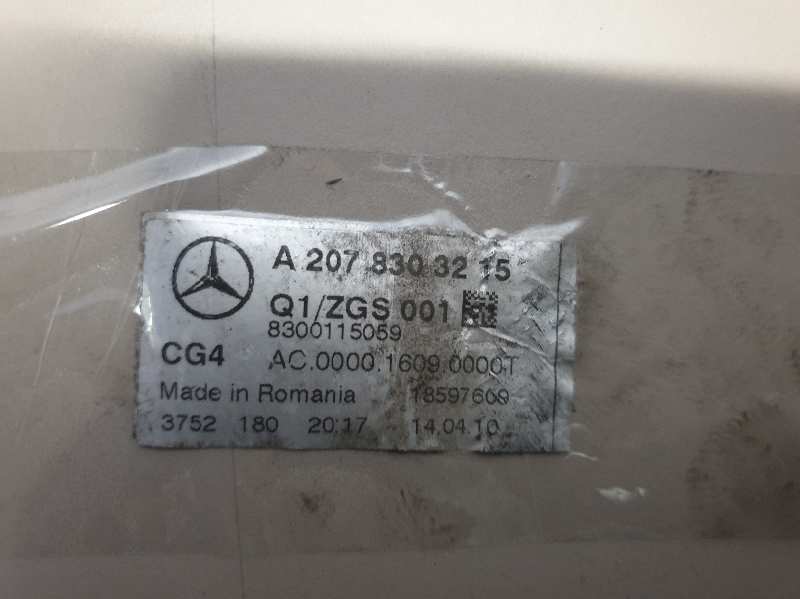 A 207 830 32 15
Q1/ZGS 001
8300115059
CG4 AC.0000.1609.0000T
Made in Romania 18597609
3752 180 20:17 14.04.10